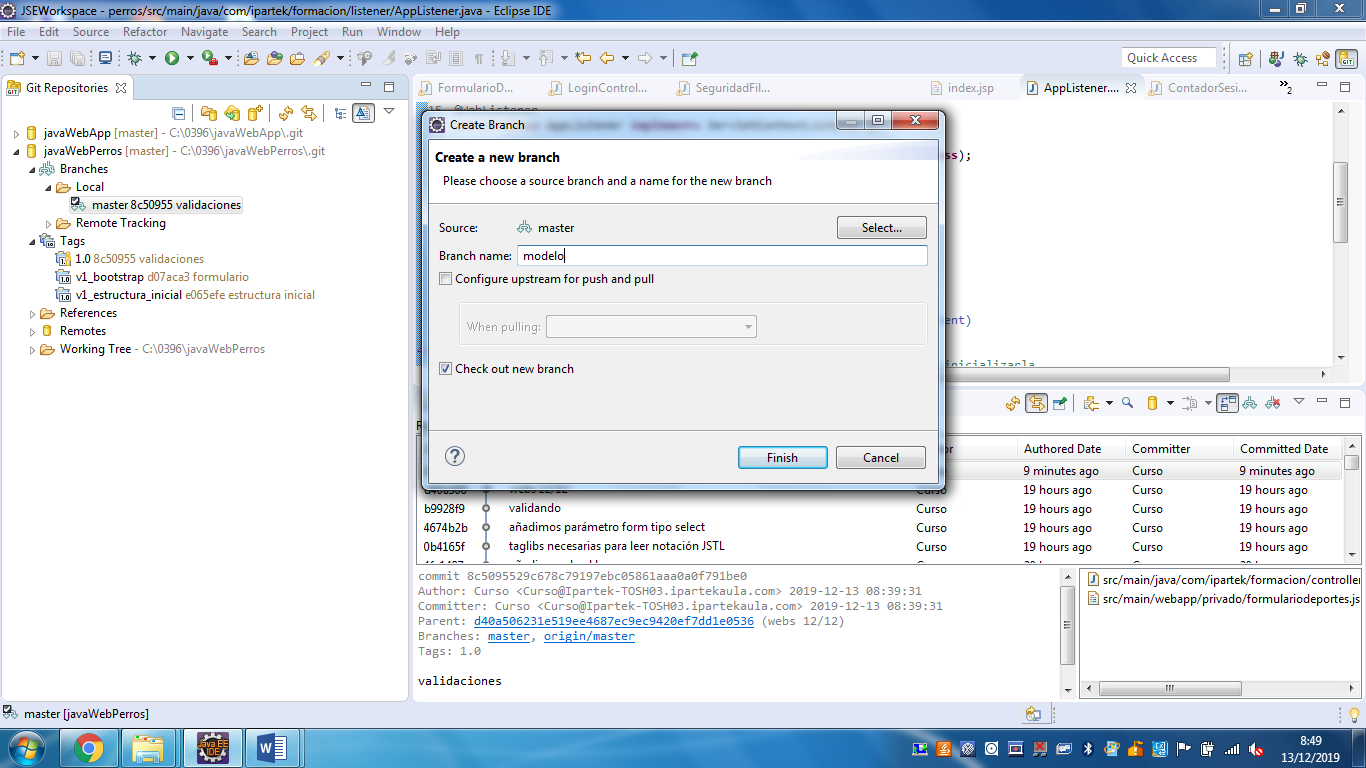 JSEWorkspace - perros/src/main/java/com/ipartek/formacion/listener/AppListener.java - Eclipse IDE
File Edit Source Refactor Navigate Search Project Run Window Help
Quick Access
Git Repositories
FormularioD... LoginControl... SeguridadFil... index.jsp AppListener.... ContadorSesi... »2
javaWebApp [master] - C:\0396\javaWebApp\.git
javaWebPerros [master] - C:\0396\javaWebPerros\.git
Branches
Local
master 8c50955 validaciones
Remote Tracking
Tags
1.0 8c50955 validaciones
v1_bootstrap d07aca3 formulario
v1_estructura_inicial e065efe estructura inicial
References
Remotes
Working Tree - C:\0396\javaWebPerros
15 @WebListener
ss);
ent)
inicializarla
Create Branch
Create a new branch
Please choose a source branch and a name for the new branch
Source: master Select...
Branch name: modelo
Configure upstream for push and pull
When pulling:
Check out new branch
Finish Cancel
Authored Date Committer Committed Date
9 minutes ago Curso 9 minutes ago
Curso 19 hours ago Curso 19 hours ago
b9928f9 validando Curso 19 hours ago Curso 19 hours ago
4674b2b añadimos parámetro form tipo select Curso 19 hours ago Curso 19 hours ago
0b4165f taglibs necesarias para leer notación JSTL Curso 19 hours ago Curso 19 hours ago
commit 8c5095529c678c79197ebc05861aaa0a0f791be0
Author: Curso <Curso@Ipartek-TOSH03.ipartekaula.com> 2019-12-13 08:39:31
Committer: Curso <Curso@Ipartek-TOSH03.ipartekaula.com> 2019-12-13 08:39:31
Parent: d40a506231e519ee4687ec9ec9420ef7dd1e0536 (webs 12/12)
Branches: master, origin/master
Tags: 1.0
validaciones
src/main/java/com/ipartek/formacion/controller
src/main/webapp/privado/formulariodeportes.js
master [javaWebPerros]
8:49
13/12/2019